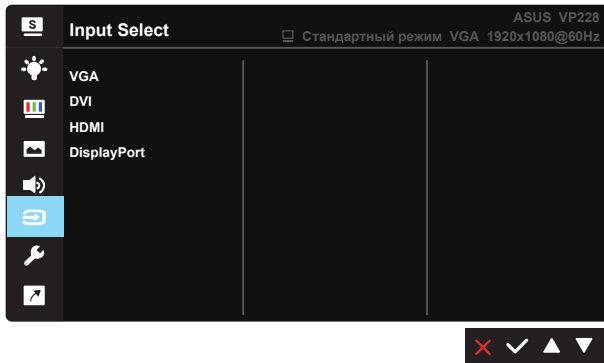 S
ASUS VP228
Input Select
Стандартный режим VGA 1920x1080@60Hz
VGA
DVI
HDMI
DisplayPort